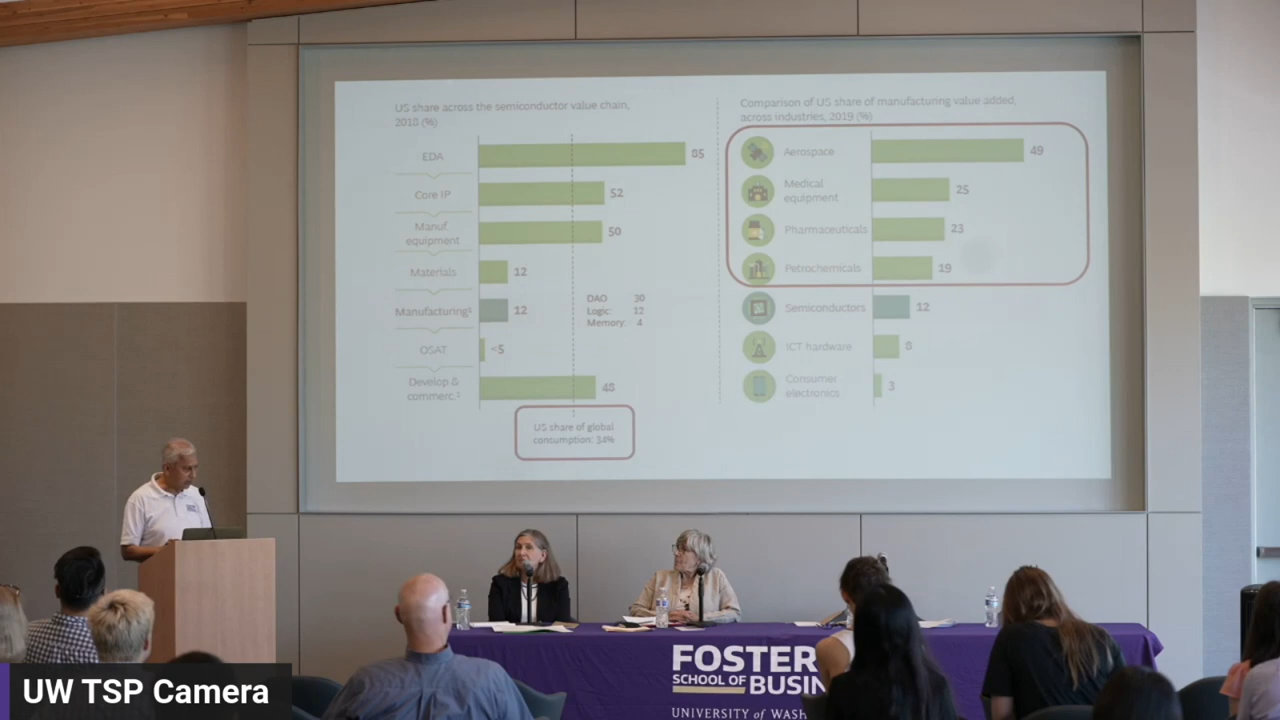 US share across the semiconductor value chain,
2018 (%)
EDA
85
Core IP
52
Manuf.
equipment
50
Materials
12
Manufacturing¹
12
DAO 30
Logic: 12
Memory: 4
OSAT
<5
Develop &
commerc.²
48
US share of global
consumption: 34%
Comparison of US share of manufacturing value added,
across industries, 2019 (%)
Aerospace
49
Medical
equipment
25
Pharmaceuticals
23
Petrochemicals
19
Semiconductors
12
ICT hardware
8
Consumer
electronics
3
FOSTER
SCHOOL OF BUSIN
UNIVERSITY of WASH
UW TSP Camera